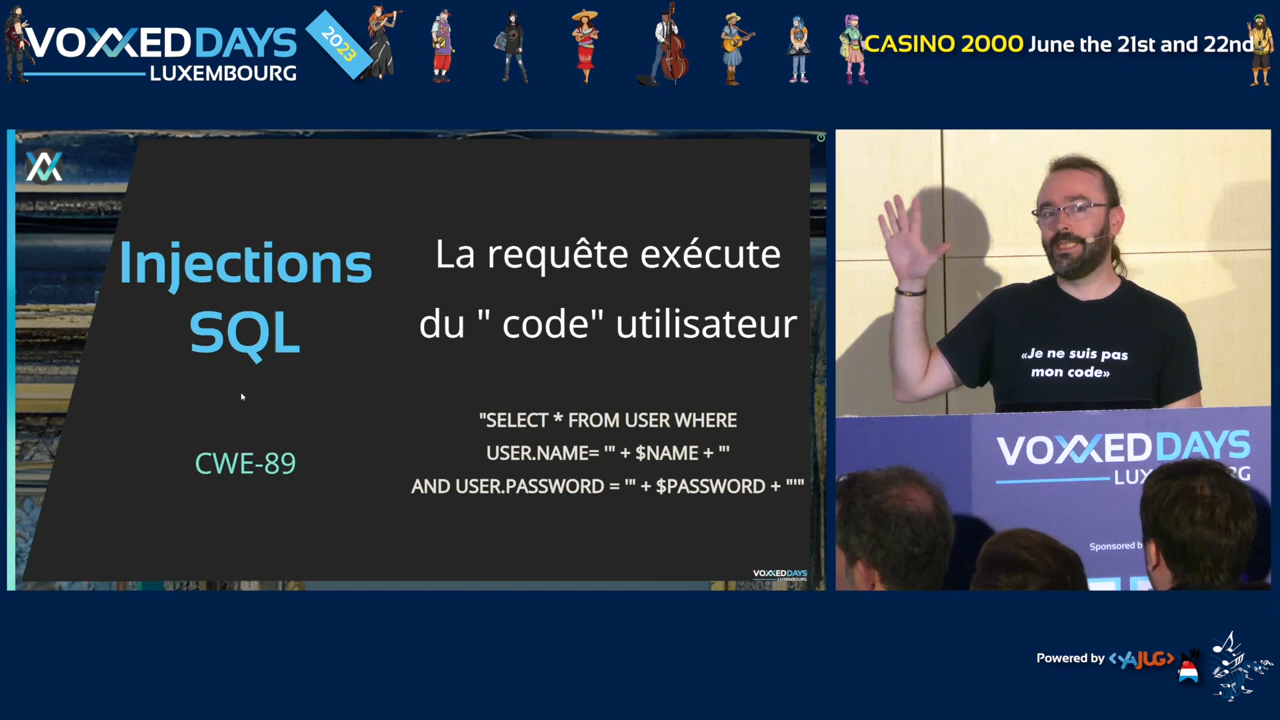 VOXXED DAYS
LUXEMBOURG
2023
CASINO 2000 June the 21st and 22nd
Injections
SQL
CWE-89
La requête exécute
du " code" utilisateur
"SELECT * FROM USER WHERE
USER.NAME= '" + $NAME + "'
AND USER.PASSWORD = '" + $PASSWORD + "'"
VOXXED DAYS
LUXEMBOURG
«Je ne suis pas
mon code»
VOXXED DAYS
Sponsored by
Powered by <YAJUG>